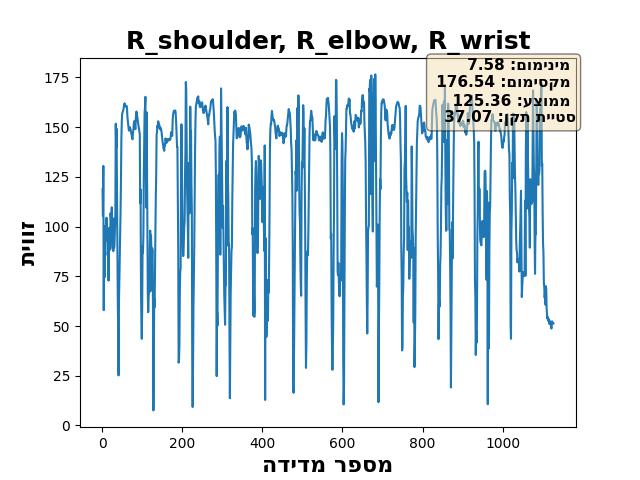 R_shoulder, R_elbow, R_wrist
מינימום: 7.58
מקסימום: 176.54
ממוצע: 125.36
סטיית תקן: 37.07
175
150
125
100
75
50
25
0
זווית
0 200 400 600 800 1000
מספר מדידה